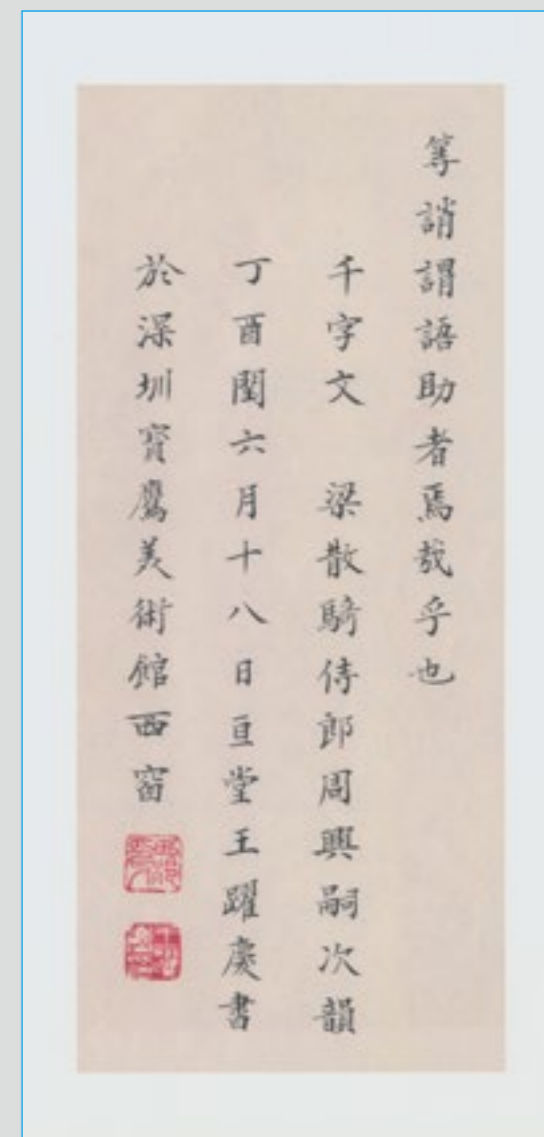 等誚謂語助者焉哉乎也
千字文 梁散騎侍郎周興嗣次韻
丁酉閏六月十八日亘堂王躍慶書
於深圳寶鷹美術館西窗